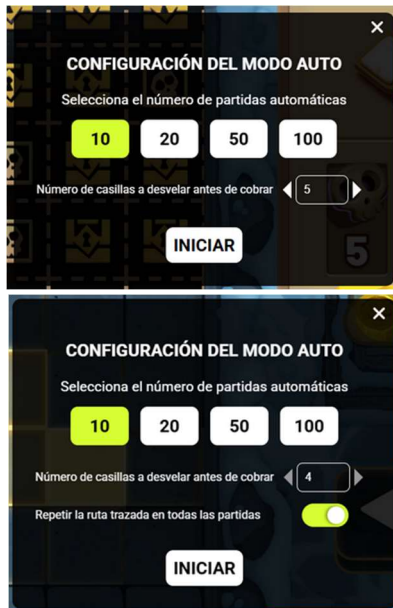 ×
CONFIGURACIÓN DEL MODO AUTO
Selecciona el número de partidas automáticas
10 20 50 100
Número de casillas a desvelar antes de cobrar 5
INICIAR
5
×
CONFIGURACIÓN DEL MODO AUTO
Selecciona el número de partidas automáticas
10 20 50 100
Número de casillas a desvelar antes de cobrar 4
Repetir la ruta trazada en todas las partidas
INICIAR